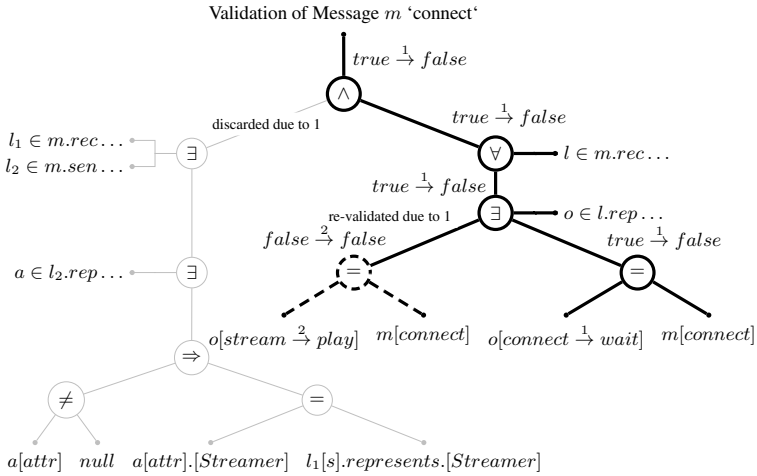 Validation of Message m ‘connect‘
true →¹ false
∧
discarded due to 1
true →¹ false
l₁ ∈ m.rec . . .
l₂ ∈ m.sen . . .
∃
∀
l ∈ m.rec . . .
true →¹ false
re-validated due to 1
∃
o ∈ l.rep . . .
false →² false
true →¹ false
a ∈ l₂.rep . . .
∃
=
=
o[stream →² play]
m[connect]
o[connect →¹ wait]
m[connect]
⇒
≠
=
a[attr]
null
a[attr].[Streamer]
l₁[s].represents.[Streamer]